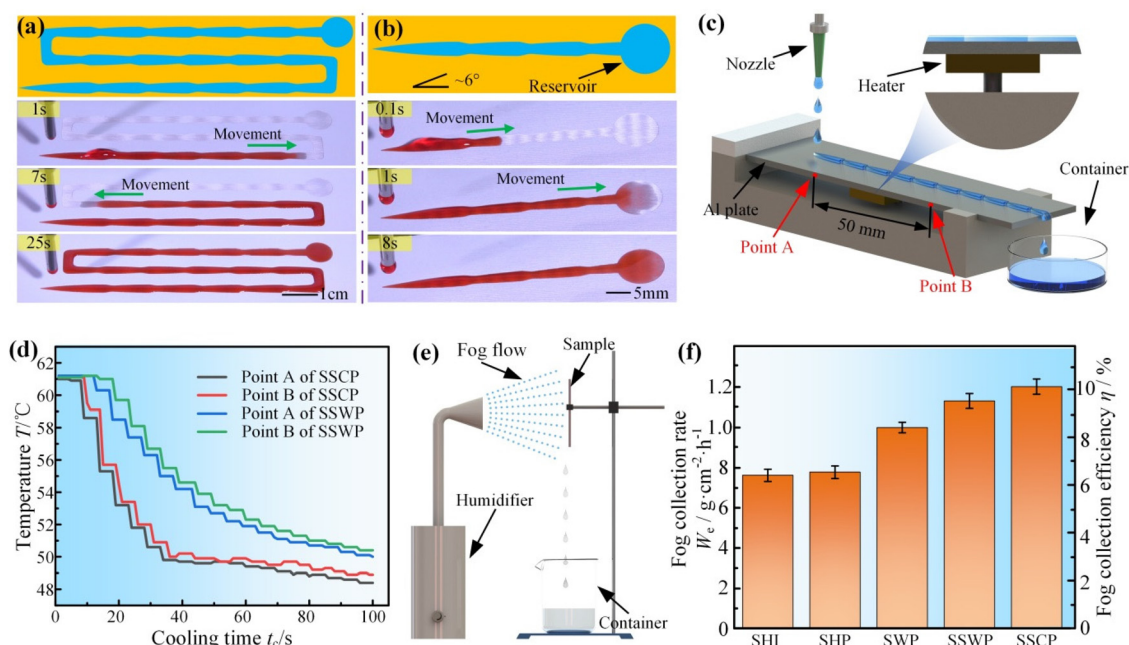 (a)
1s
Movement
7s
Movement
25s
1cm
(b)
~6°
Reservoir
0.1s
Movement
1s
Movement
8s
5mm
(c)
Nozzle
Heater
Container
Al plate
Point A
50 mm
Point B
(d)
Temperature T/°C
62
60
58
56
54
52
50
48
Point A of SSCP
Point B of SSCP
Point A of SSWP
Point B of SSWP
0 20 40 60 80 100
Cooling time tc/s
(e)
Fog flow
Sample
Humidifier
Container
(f)
Fog collection rate
We / g·cm-2·h-1
1.2
1.0
0.8
0.6
0.4
0.2
0.0
10
8
6
4
2
0
Fog collection efficiency η / %
SHL SHP SWP SSWP SSCP